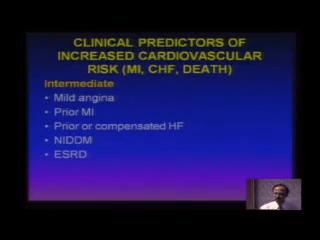 CLINICAL PREDICTORS OF
INCREASED CARDIOVASCULAR
RISK (MI, CHF, DEATH)
Intermediate
• Mild angina
• Prior MI
• Prior or compensated HF
• NIDDM
• ESRD